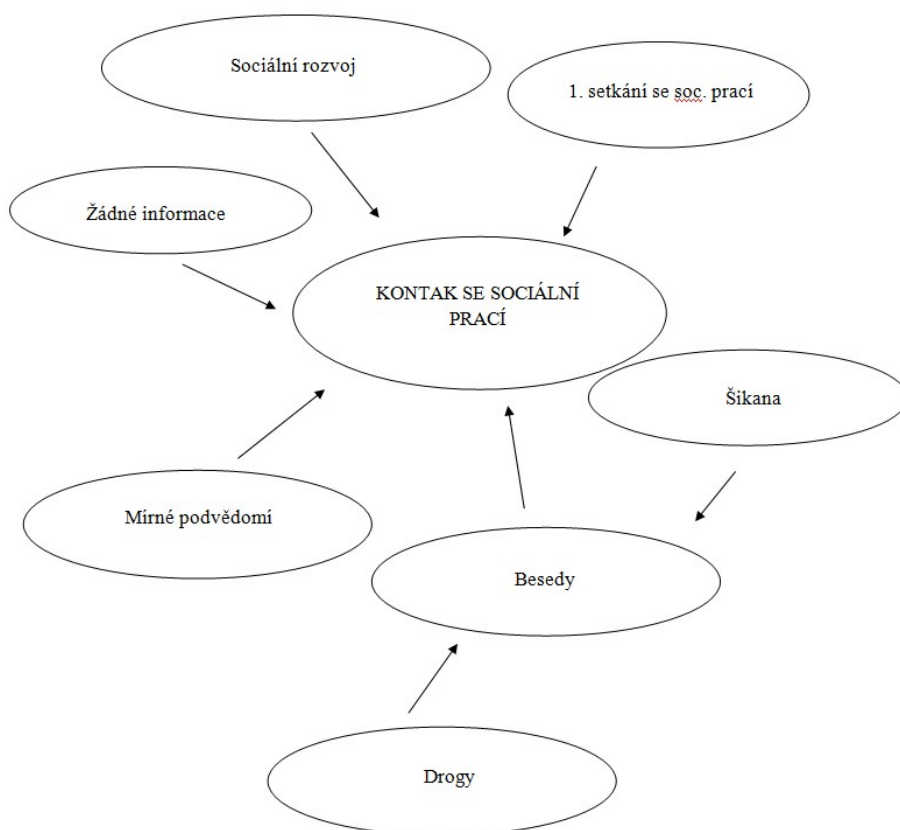 Sociální rozvoj
1. setkání se soc. prací
Žádné informace
KONTAK SE SOCIÁLNÍ
PRACÍ
Šikana
Mírné podvědomí
Besedy
Drogy